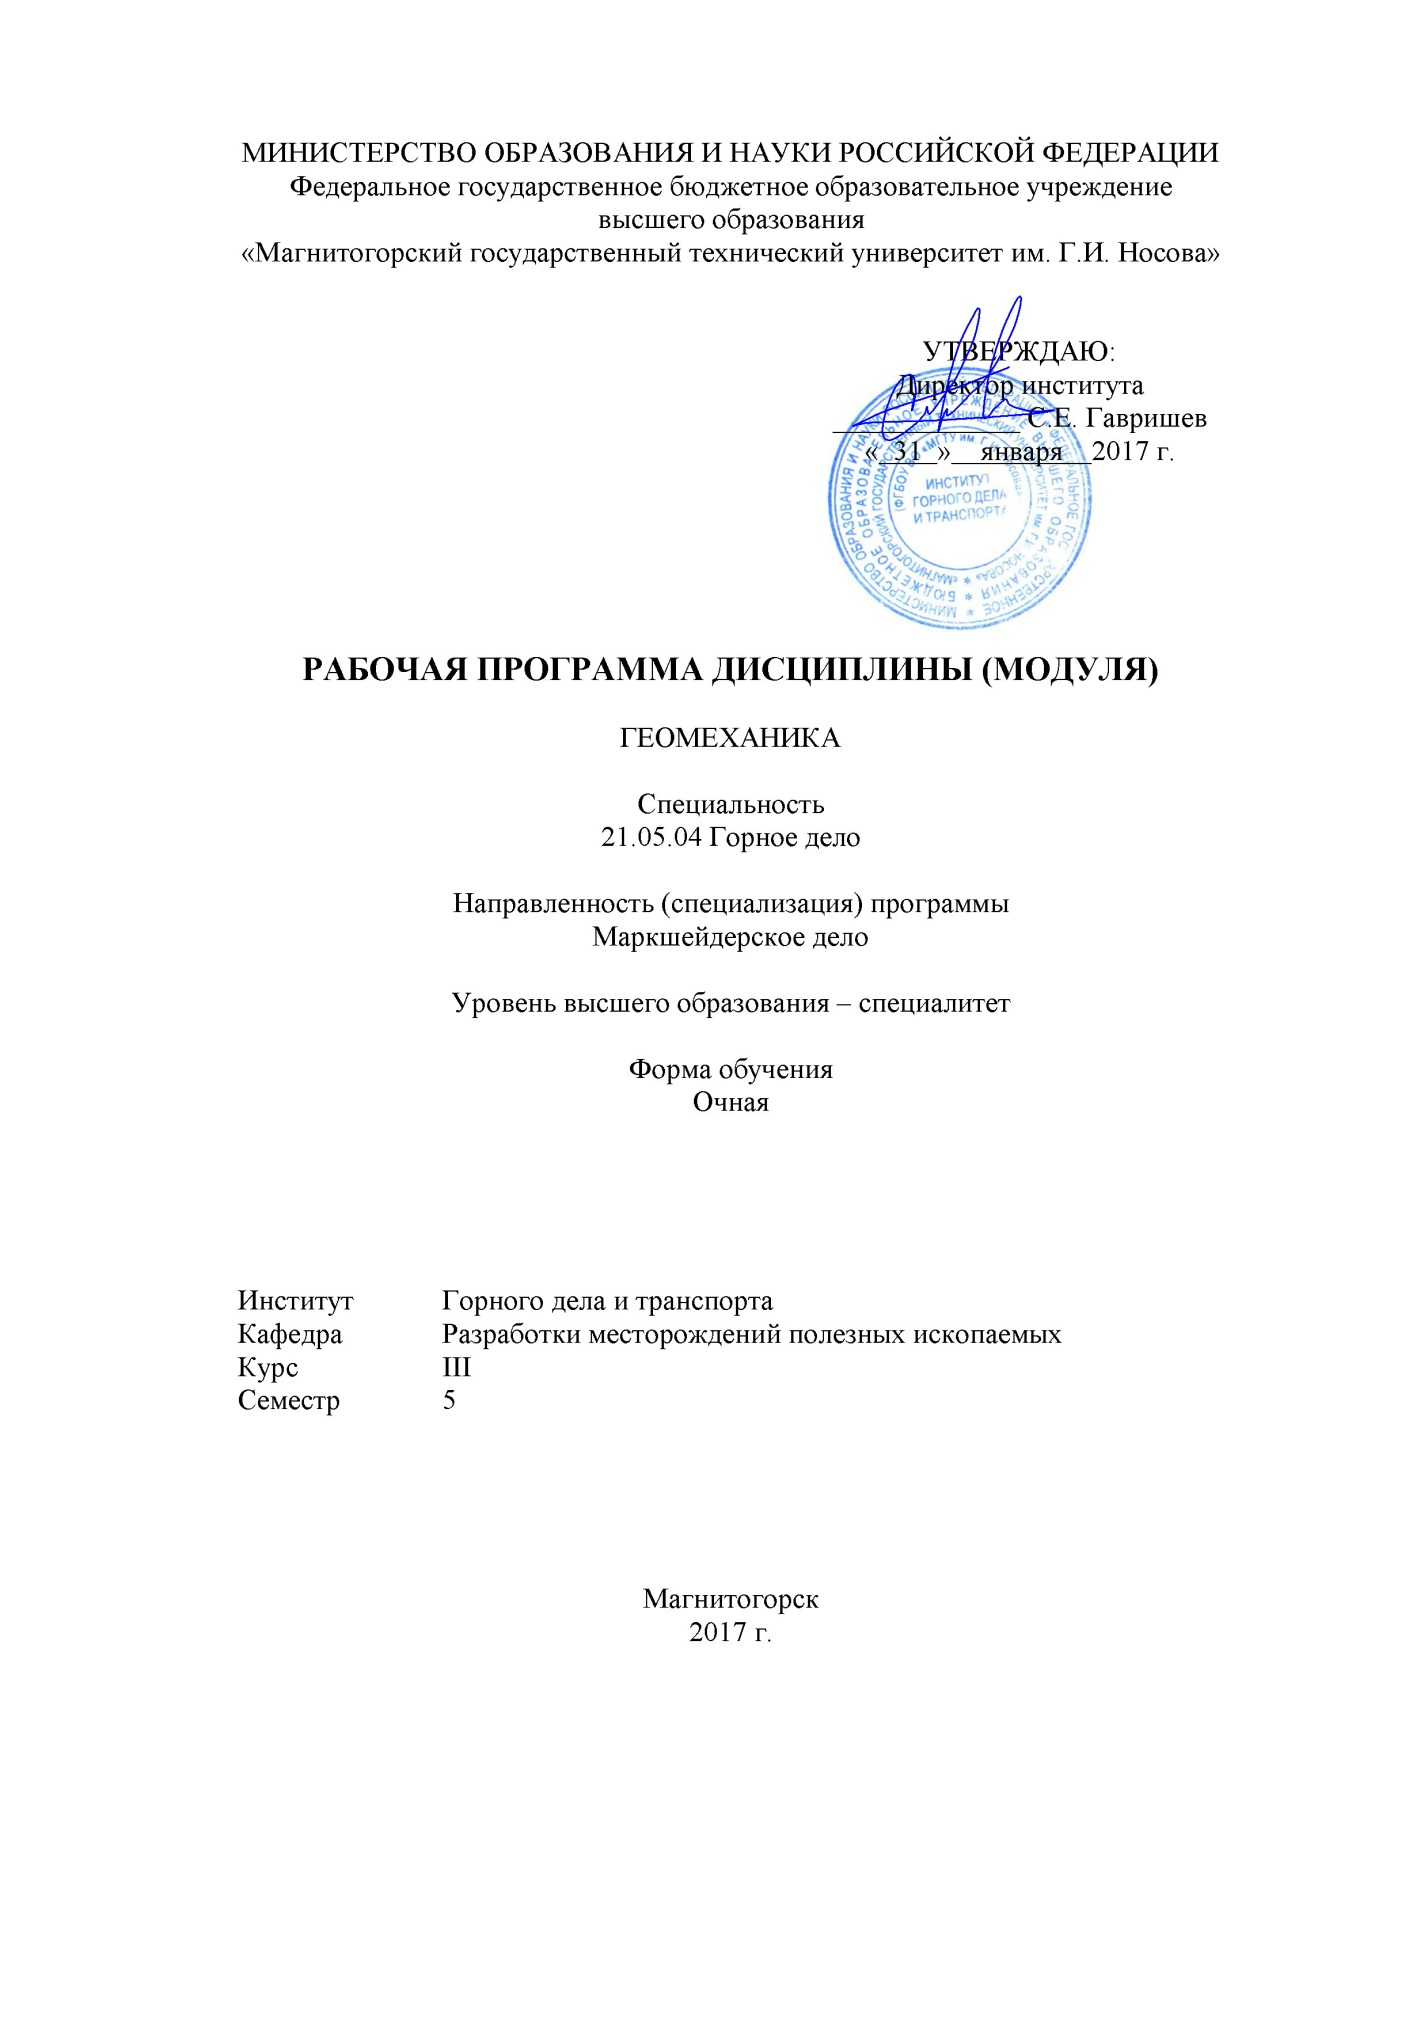 МИНИСТЕРСТВО ОБРАЗОВАНИЯ И НАУКИ РОССИЙСКОЙ ФЕДЕРАЦИИ
Федеральное государственное бюджетное образовательное учреждение
высшего образования
«Магнитогорский государственный технический университет им. Г.И. Носова»
УТВЕРЖДАЮ:
Директор института
С.Е. Гавришев
« 31 » января 2017 г.
ИНСТИТУТ
ГОРНОГО ДЕЛА
И ТРАНСПОРТА
РАБОЧАЯ ПРОГРАММА ДИСЦИПЛИНЫ (МОДУЛЯ)
ГЕОМЕХАНИКА
Специальность
21.05.04 Горное дело
Направленность (специализация) программы
Маркшейдерское дело
Уровень высшего образования – специалитет
Форма обучения
Очная
Институт Горного дела и транспорта
Кафедра Разработки месторождений полезных ископаемых
Курс III
Семестр 5
Магнитогорск
2017 г.